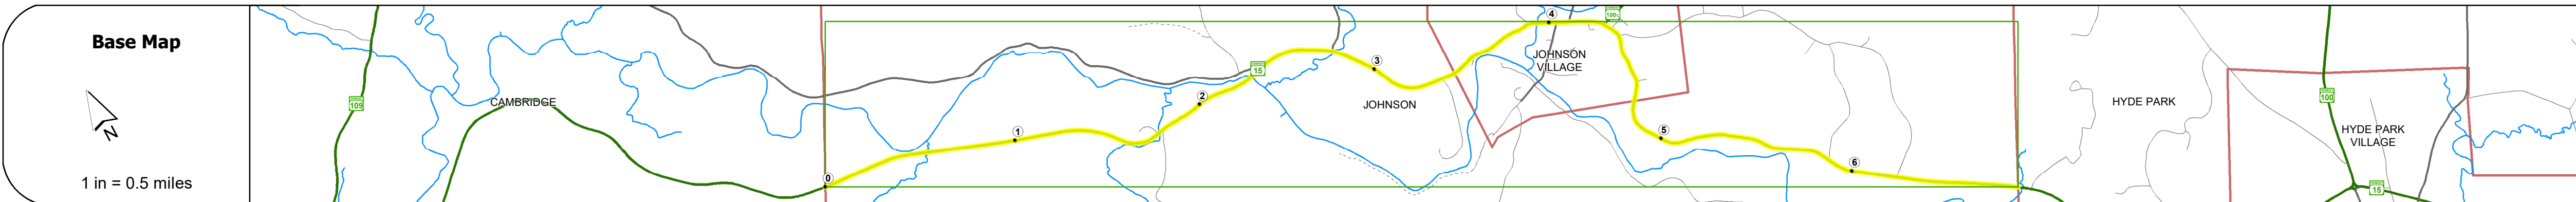 Base Map
N
1 in = 0.5 miles
109
CAMBRIDGE
0
1
2
15
3
JOHNSON
4
100C
JOHNSON
VILLAGE
5
6
HYDE PARK
100
HYDE PARK
VILLAGE
15